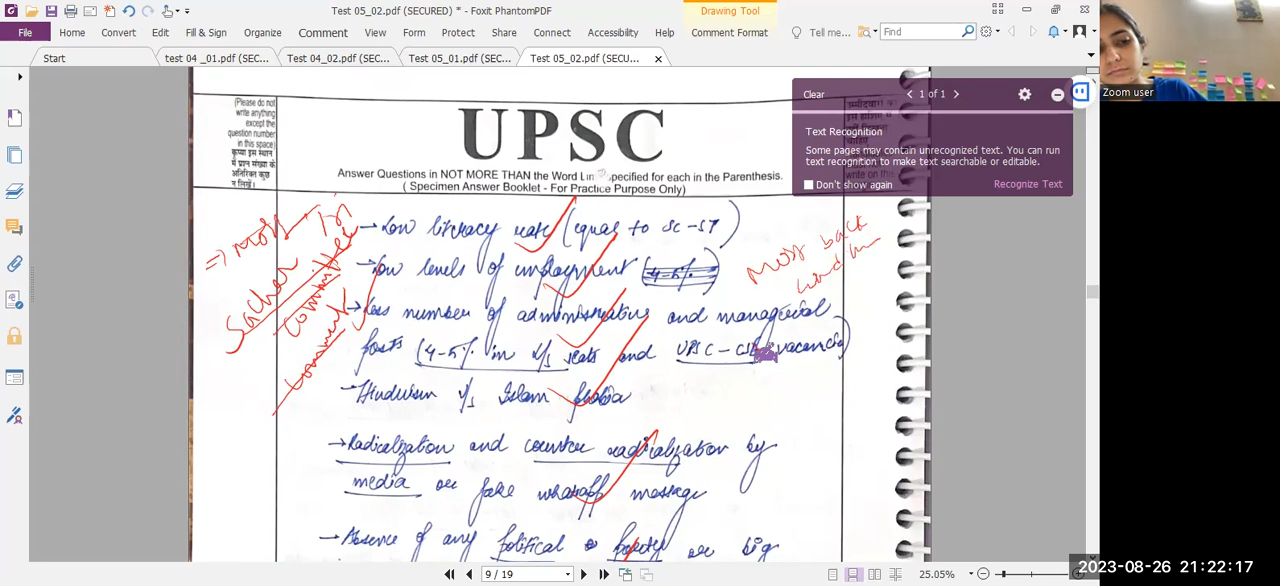 Test 05_02.pdf (SECURED) * - Foxit PhantomPDF
Drawing Tool
File Home Convert Edit Fill & Sign Organize Comment View Form Protect Share Connect Accessibility Help Comment Format Tell me... Find
Start test 04 _01.pdf (SEC... Test 04_02.pdf (SEC... Test 05_01.pdf (SEC... Test 05_02.pdf (SECU...
Clear 1 of 1
Text Recognition
Some pages may contain unrecognized text. You can run
text recognition to make text searchable or editable.
Don't show again Recognize Text
Zoom user
(Please do not
write anything
except the
question number
in this space)
कृपया इस स्थान
में प्रश्न संख्या के
अतिरिक्त कुछ
न लिखें|
UPSC
Answer Questions in NOT MORE THAN the Word Limit specified for each in the Parenthesis.
( Specimen Answer Booklet - For Practice Purpose Only)
→ Low literacy rate (equal to SC-ST)
→ Low levels of employment (4-5%)
→ Less number of administrative and managerial
posts (4-5% in seats and UPSC-CSE vacancies)
→ Hinduism v/s Islam phobia
→ Radicalization and counter radicalization by
media or fake whatsapp message
→ Absence of any political or big
⇒ Most
Sachar
Committee
Most back
ward
9 / 19
25.05%
2023-08-26 21:22:17